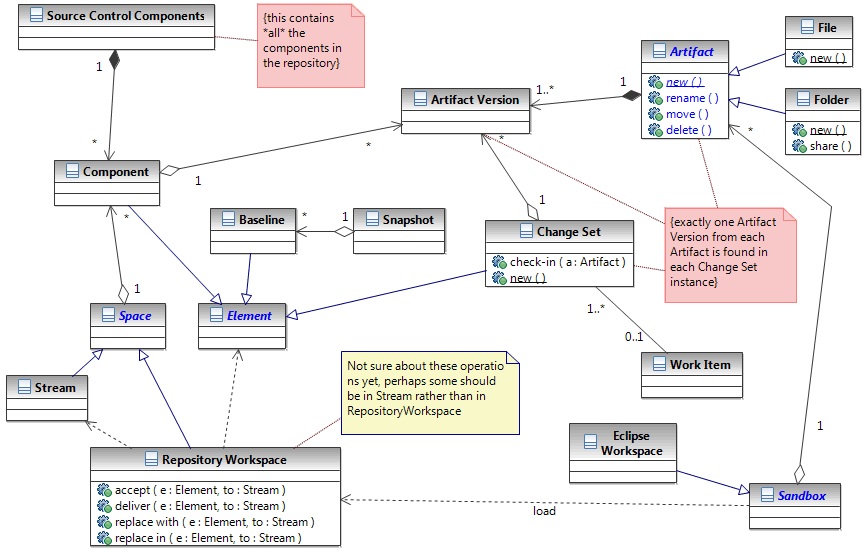 Source Control Components
{this contains
*all* the
components in
the repository}
File
new ( )
Artifact
new ( )
rename ( )
move ( )
delete ( )
Folder
new ( )
share ( )
1
*
1..*
1
Artifact Version
*
Component
1
*
*
Baseline
*
1
Snapshot
1
Change Set
check-in ( a : Artifact )
new ( )
{exactly one Artifact
Version from each
Artifact is found in
each Change Set
instance}
*
1
Space
Element
1..*
0..1
Work Item
Stream
Not sure about these operatio
ns yet, perhaps some should
be in Stream rather than in
RepositoryWorkspace
Eclipse
Workspace
1
Repository Workspace
accept ( e : Element, to : Stream )
deliver ( e : Element, to : Stream )
replace with ( e : Element, to : Stream )
replace in ( e : Element, to : Stream )
load
Sandbox